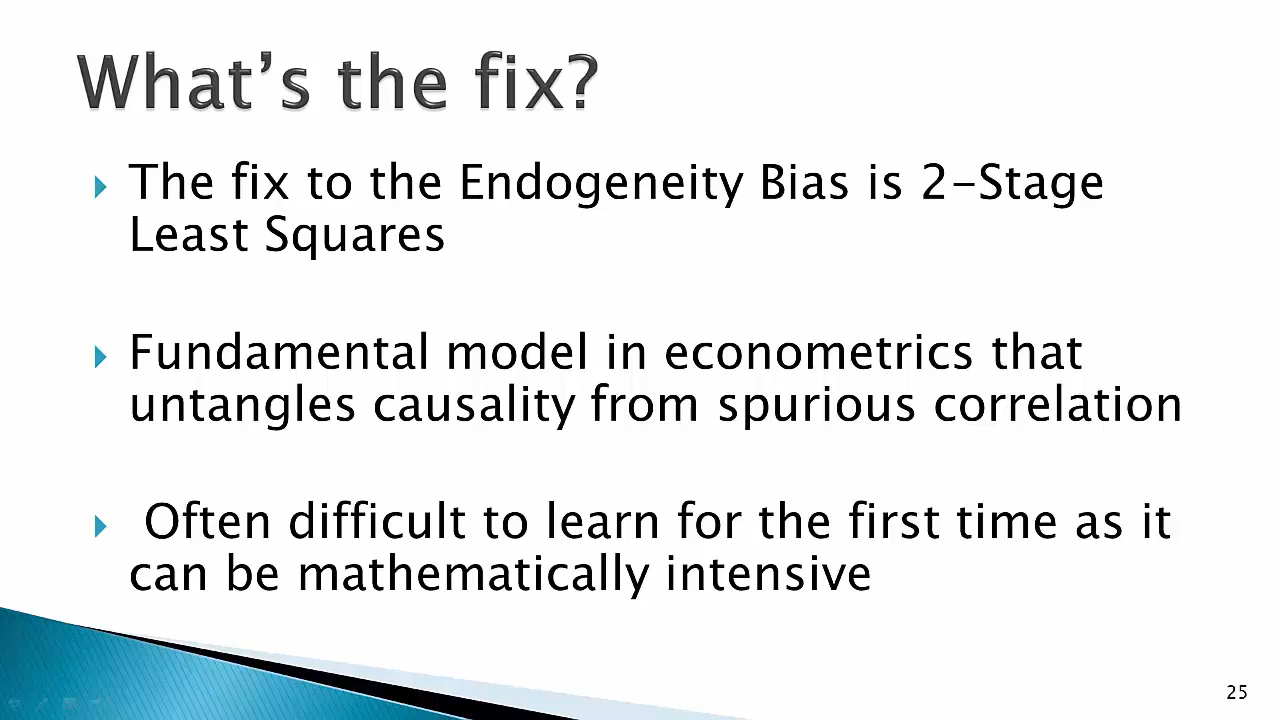 What’s the fix?
The fix to the Endogeneity Bias is 2-Stage
Least Squares
Fundamental model in econometrics that
untangles causality from spurious correlation
Often difficult to learn for the first time as it
can be mathematically intensive
25